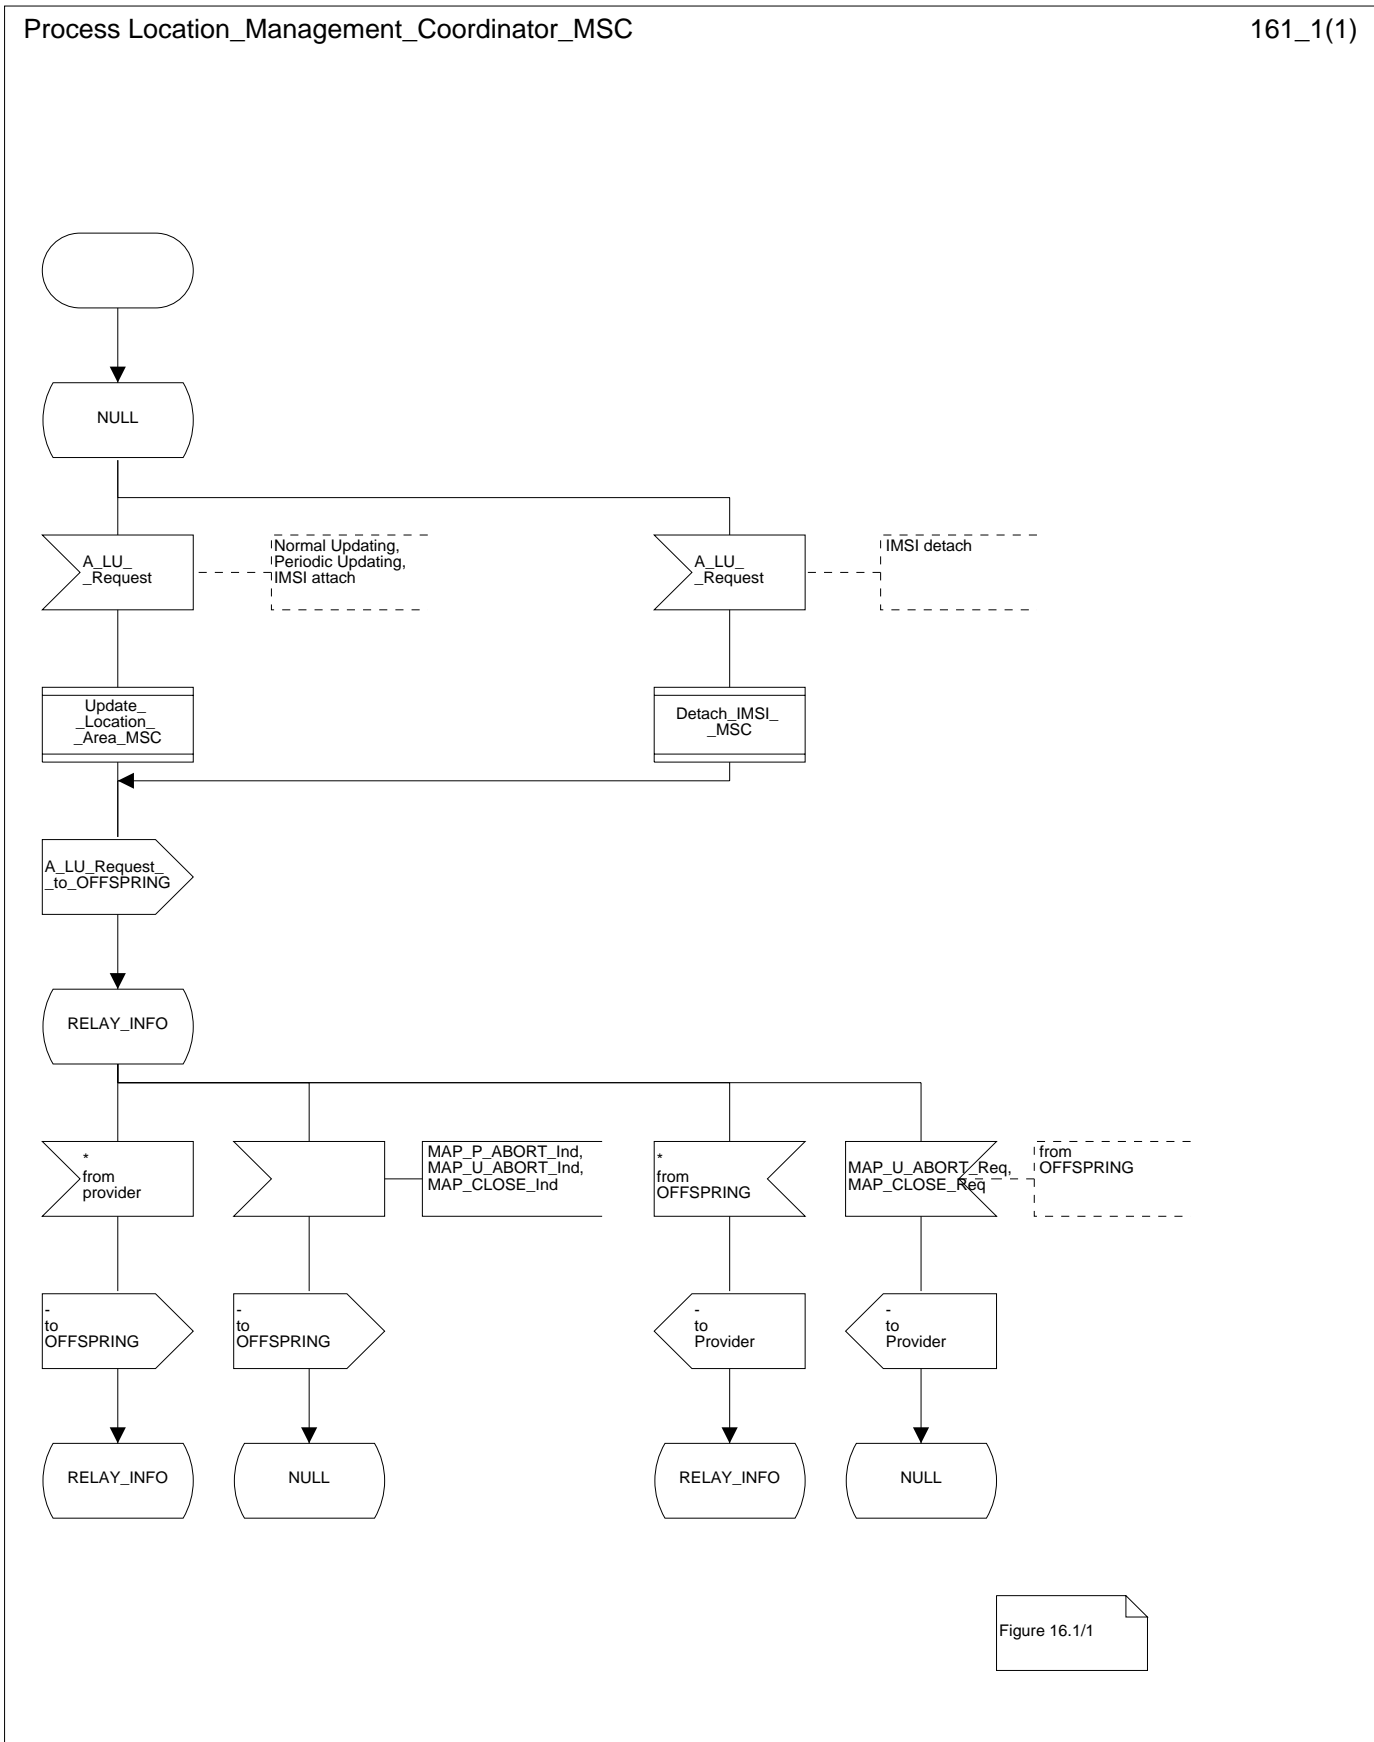 Process Location_Management_Coordinator_MSC
161_1(1)
NULL
A_LU_
_Request
Normal Updating,
Periodic Updating,
IMSI attach
A_LU_
_Request
IMSI detach
Update_
_Location_
_Area_MSC
Detach_IMSI_
_MSC
A_LU_Request_
_to_OFFSPRING
RELAY_INFO
*
from
provider
MAP_P_ABORT_Ind,
MAP_U_ABORT_Ind,
MAP_CLOSE_Ind
*
from
OFFSPRING
MAP_U_ABORT_Req,
MAP_CLOSE_Req
from
OFFSPRING
-
to
OFFSPRING
-
to
OFFSPRING
-
to
Provider
-
to
Provider
RELAY_INFO
NULL
RELAY_INFO
NULL
Figure 16.1/1